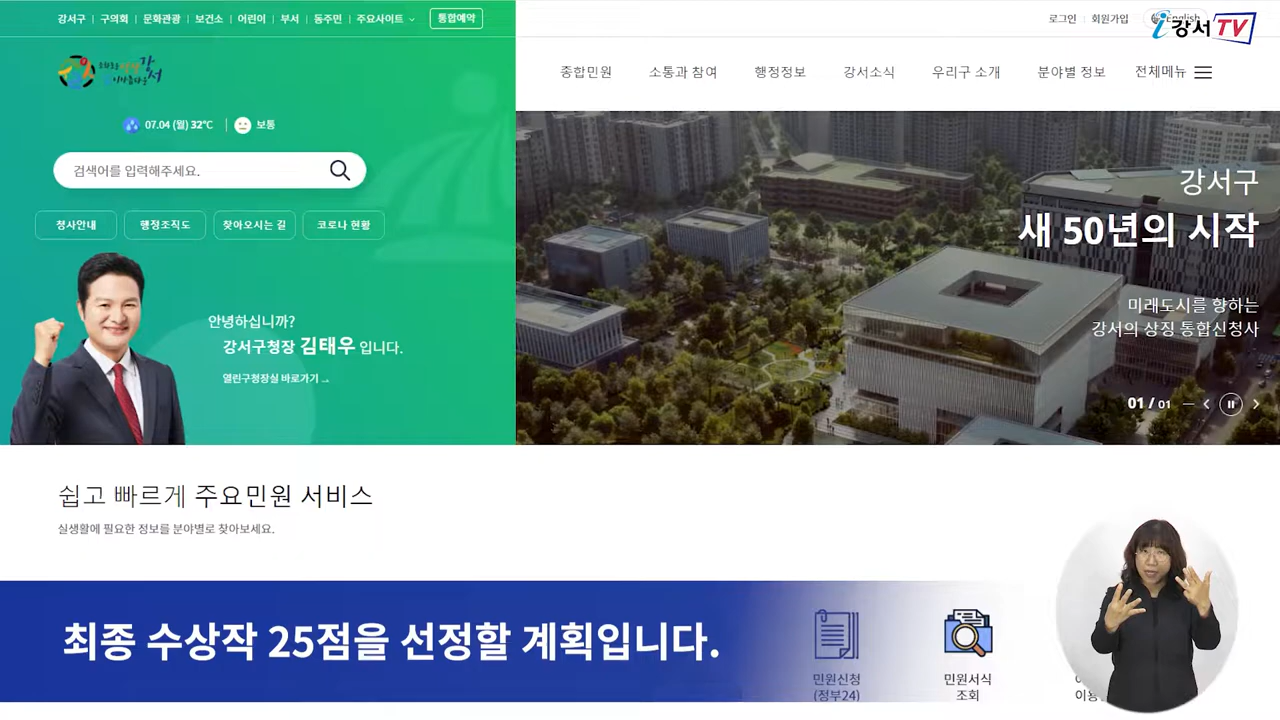 강서구 | 구의회 | 문화관광 | 보건소 | 어린이 | 부서 | 동주민 | 주요사이트
통합예약
로그인 | 회원가입
English
i강서TV
강서
종합민원
소통과 참여
행정정보
강서소식
우리구 소개
분야별 정보
전체메뉴
07.04 (월) 32℃ | 보통
검색어를 입력해주세요.
청사안내
행정조직도
찾아오시는 길
코로나 현황
안녕하십니까?
강서구청장 김태우 입니다.
열린구청장실 바로가기 →
강서구
새 50년의 시작
미래도시를 향하는
강서의 상징 통합신청사
01 / 01
쉽고 빠르게 주요민원 서비스
실생활에 필요한 정보를 분야별로 찾아보세요.
최종 수상작 25점을 선정할 계획입니다.
민원신청
(정부24)
민원서식
조회